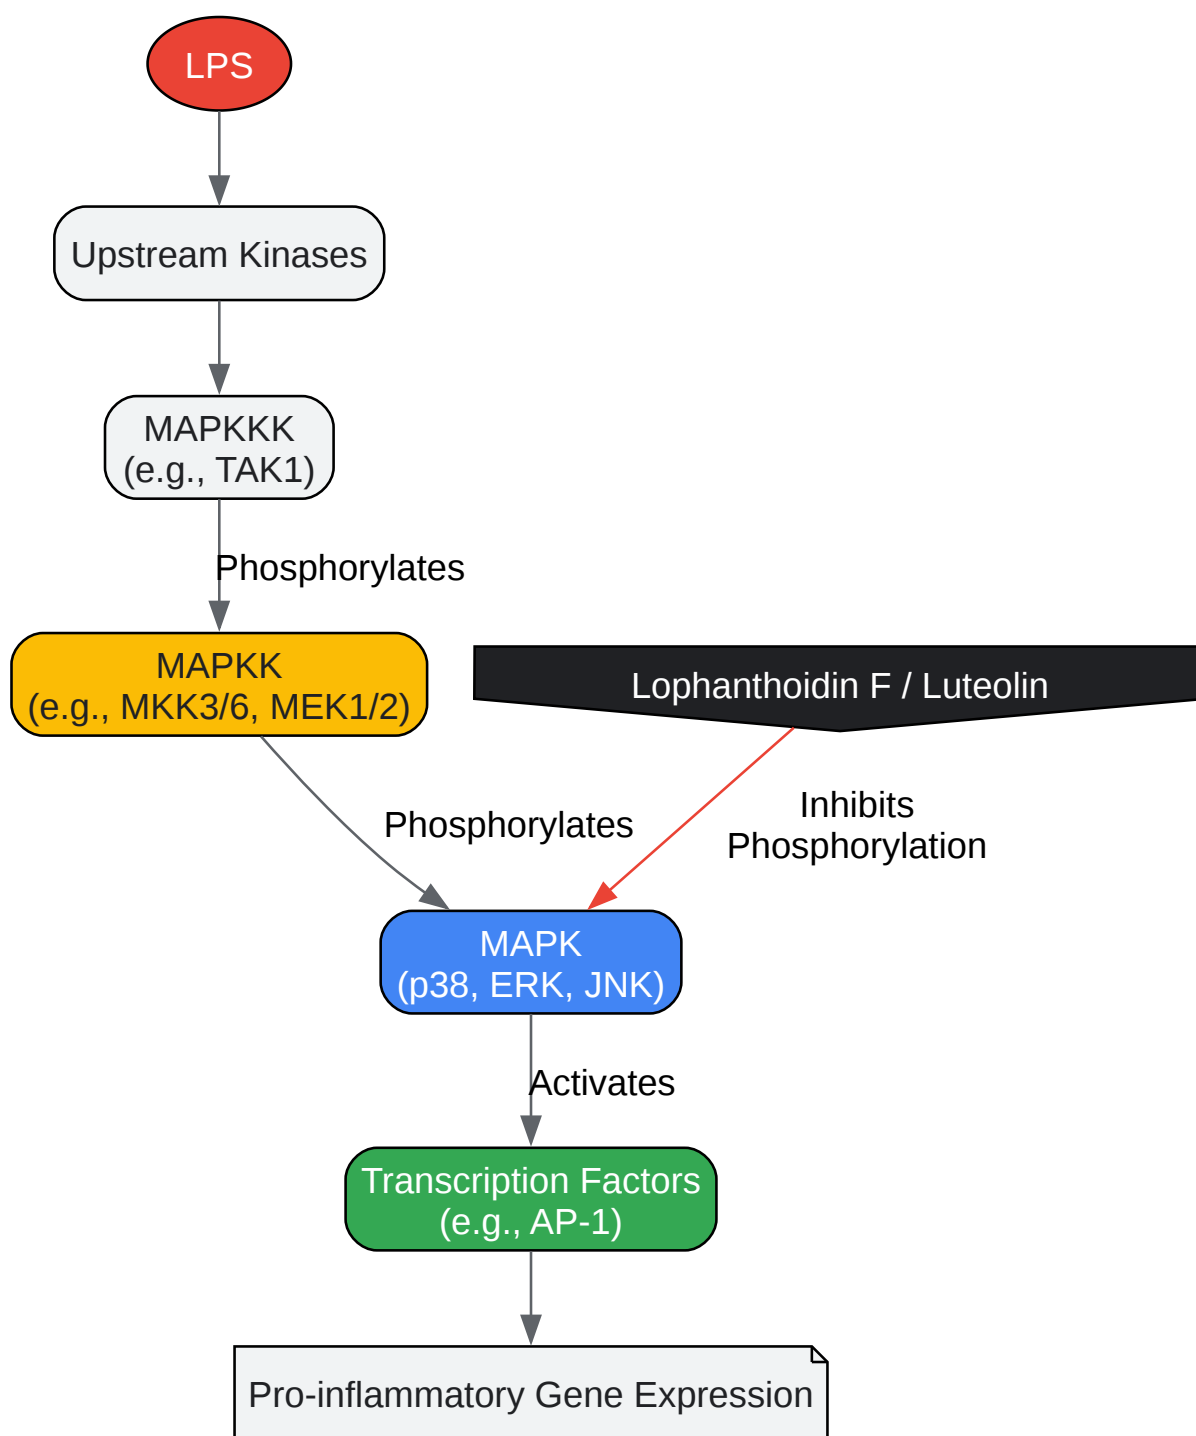 LPS
Upstream Kinases
MAPKKK
(e.g., TAK1)
Phosphorylates
MAPKK
(e.g., MKK3/6, MEK1/2)
Lophanthoidin F / Luteolin
Phosphorylates
Inhibits
Phosphorylation
MAPK
(p38, ERK, JNK)
Activates
Transcription Factors
(e.g., AP-1)
Pro-inflammatory Gene Expression